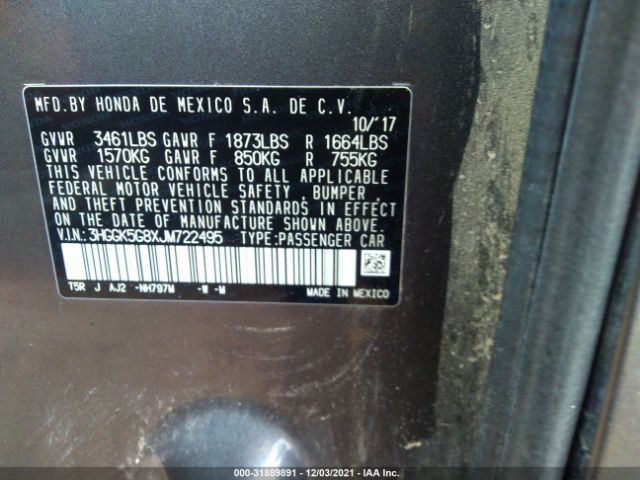 MFD.BY HONDA DE MEXICO S.A. DE C.V.
10/'17
GVWR 3461LBS GAWR F 1873LBS R 1664LBS
GVWR 1570KG GAWR F 850KG R 755KG
THIS VEHICLE CONFORMS TO ALL APPLICABLE
FEDERAL MOTOR VEHICLE SAFETY, BUMPER,
AND THEFT PREVENTION STANDARDS IN EFFECT
ON THE DATE OF MANUFACTURE SHOWN ABOVE.
V.I.N.: 3HGGK5G8XJM722495 TYPE:PASSENGER CAR
T5R J AJ2 -NH797M -W -M
MADE IN MEXICO
000-31889891 - 12/03/2021 - IAA Inc.